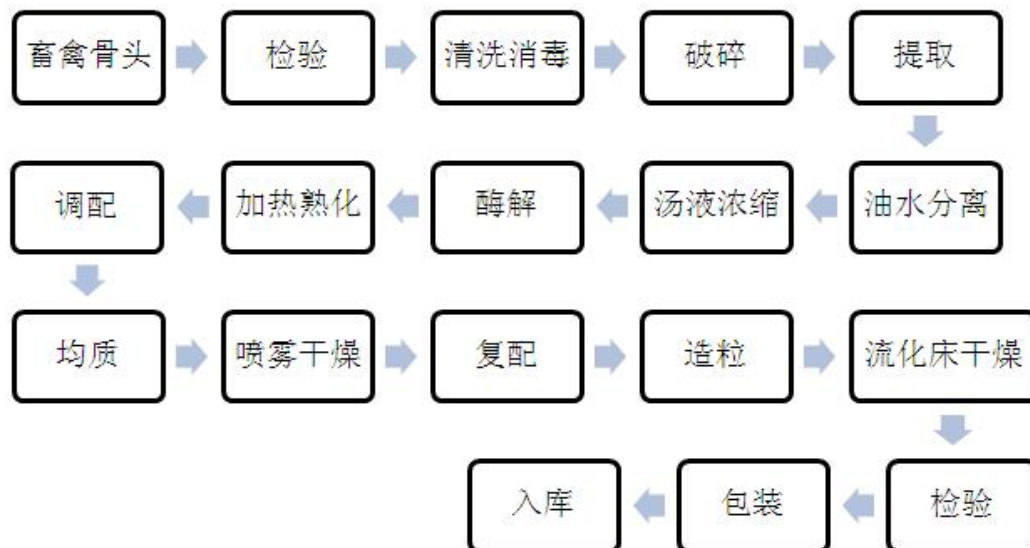 畜禽骨头 检验 清洗消毒 破碎 提取
调配 加热熟化 酶解 汤液浓缩 油水分离
均质 喷雾干燥 复配 造粒 流化床干燥
入库 包装 检验